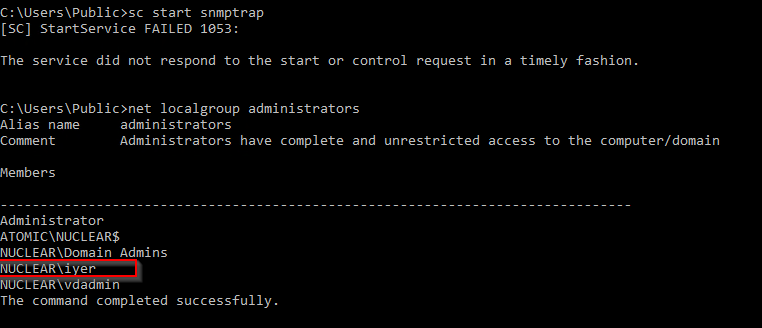 C:\Users\Public>sc start snmptrap
[SC] StartService FAILED 1053:
The service did not respond to the start or control request in a timely fashion.
C:\Users\Public>net localgroup administrators
Alias name     administrators
Comment        Administrators have complete and unrestricted access to the computer/domain
Members
-------------------------------------------------------------------------------
Administrator
ATOMIC\NUCLEAR$
NUCLEAR\Domain Admins
NUCLEAR\iyer
NUCLEAR\vdadmin
The command completed successfully.